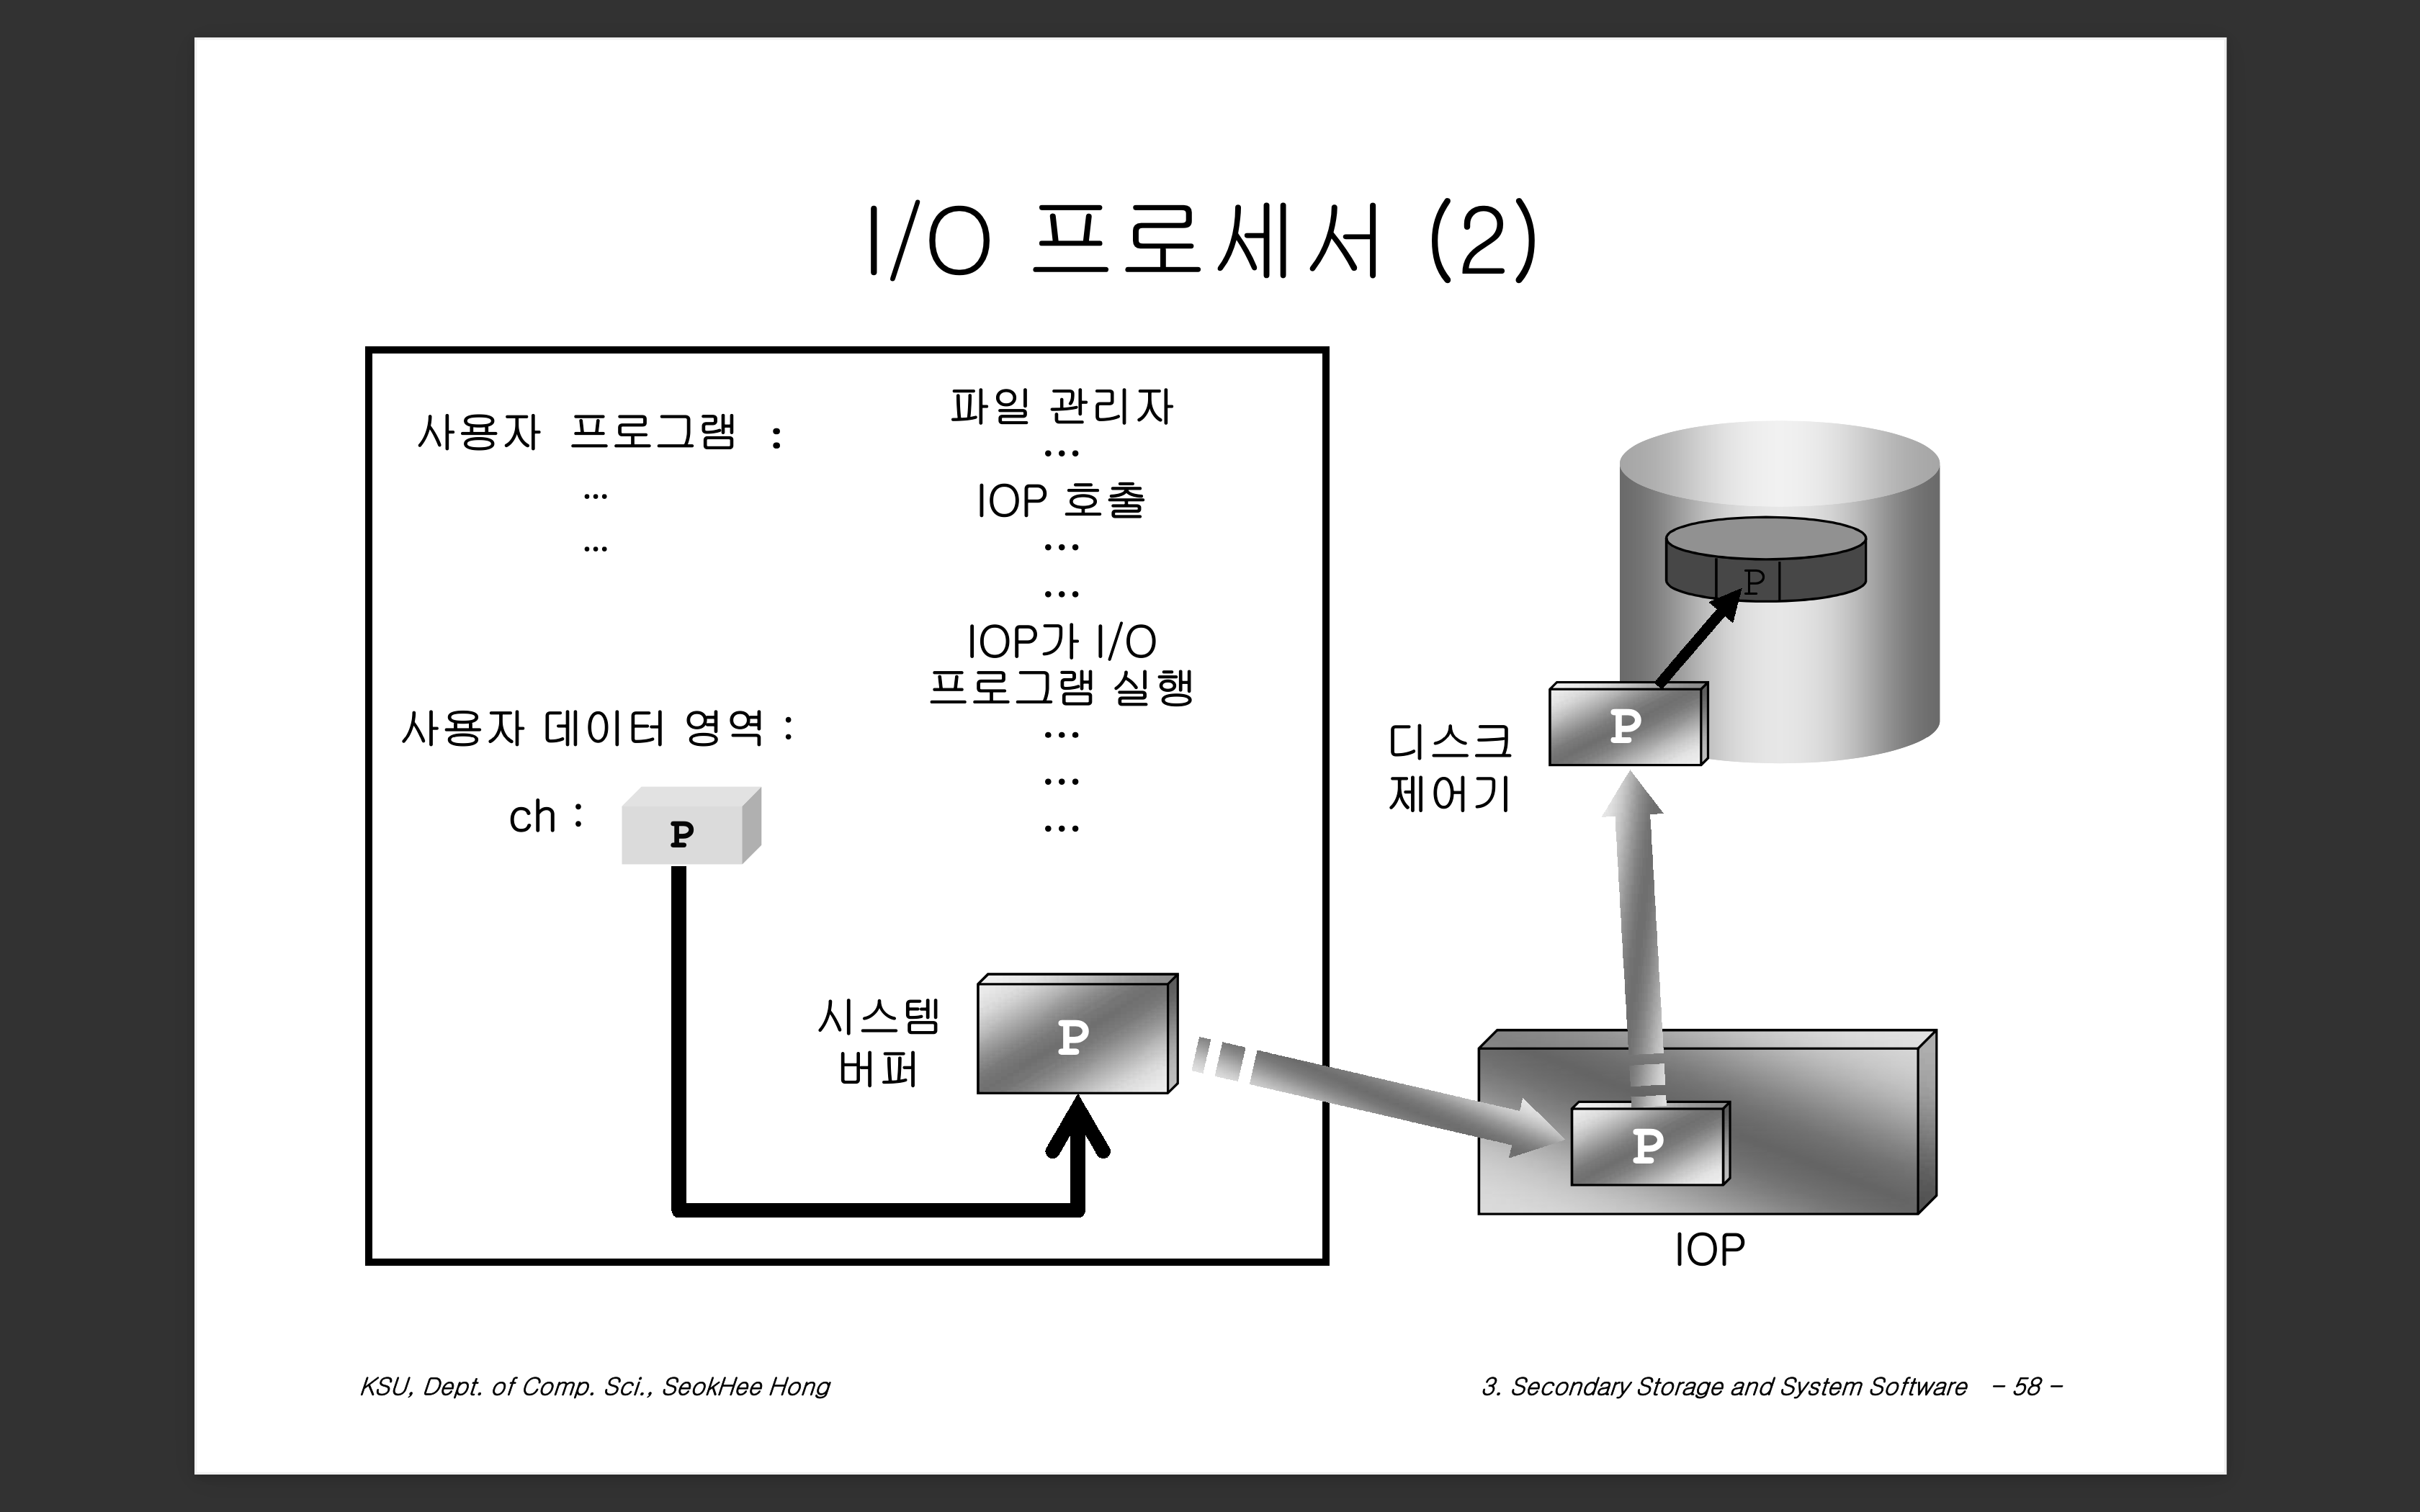 I/O 프로세서 (2)
사용자 프로그램 :
...
...
사용자 데이터 영역 :
ch :
P
파일 관리자
...
IOP 호출
...
...
IOP가 I/O
프로그램 실행
...
...
...
시스템
버퍼
P
디스크
제어기
P
P
P
IOP
KSU, Dept. of Comp. Sci., SeokHee Hong
3. Secondary Storage and System Software - 58 -